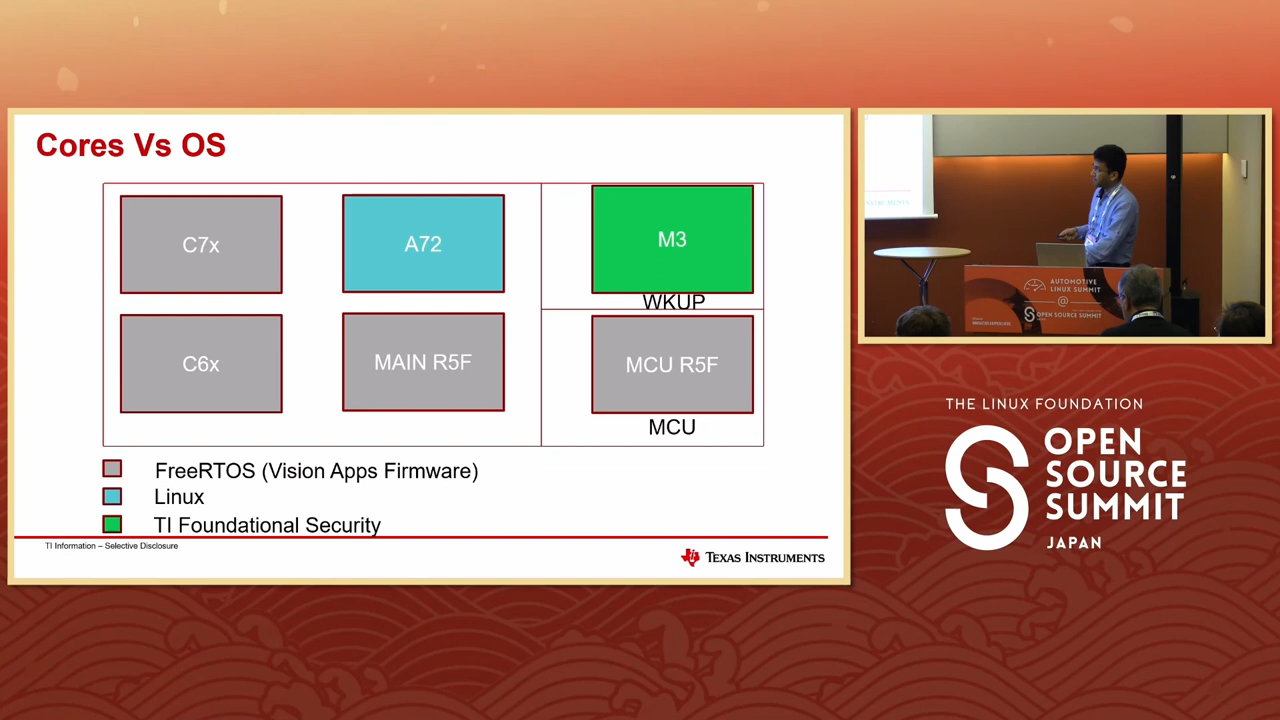 Cores Vs OS
C7x
A72
M3
WKUP
C6x
MAIN R5F
MCU R5F
MCU
FreeRTOS (Vision Apps Firmware)
Linux
TI Foundational Security
TI Information – Selective Disclosure
TEXAS INSTRUMENTS
AUTOMOTIVE
LINUX SUMMIT
@
OPEN SOURCE SUMMIT
JAPAN
THE LINUX FOUNDATION
OPEN
SOURCE
SUMMIT
JAPAN